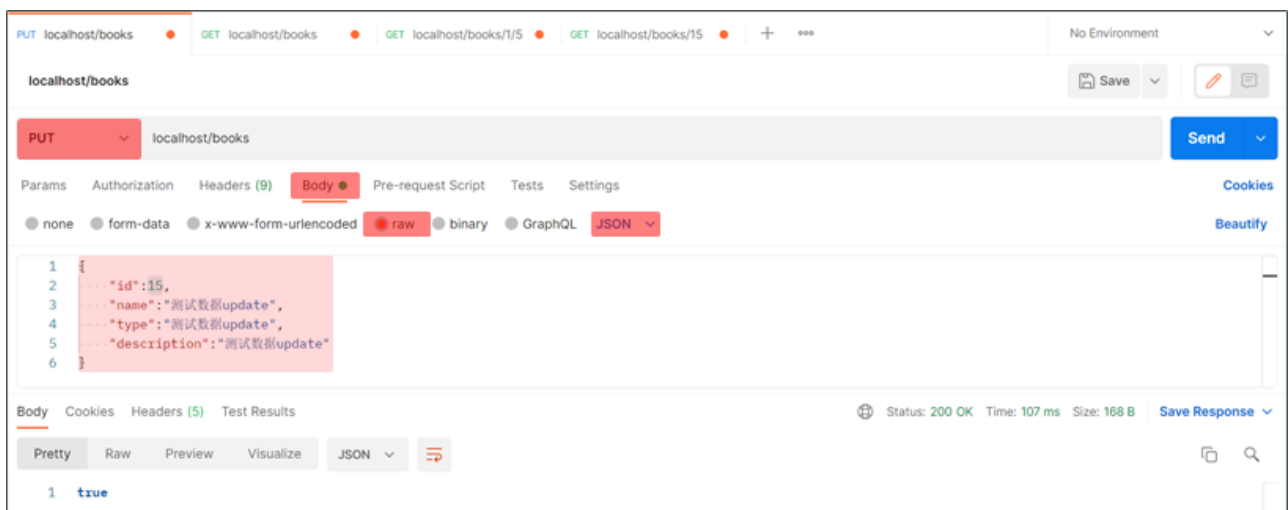 PUT localhost/books GET localhost/books GET localhost/books/1/5 GET localhost/books/15 + ooo No Environment
localhost/books Save
PUT localhost/books Send
Params Authorization Headers (9) Body Pre-request Script Tests Settings Cookies
none form-data x-www-form-urlencoded raw binary GraphQL JSON Beautify
1 {
2 "id":15,
3 "name":"测试数据update",
4 "type":"测试数据update",
5 "description":"测试数据update"
6 }
Body Cookies Headers (5) Test Results Status: 200 OK Time: 107 ms Size: 168 B Save Response
Pretty Raw Preview Visualize JSON
1 true